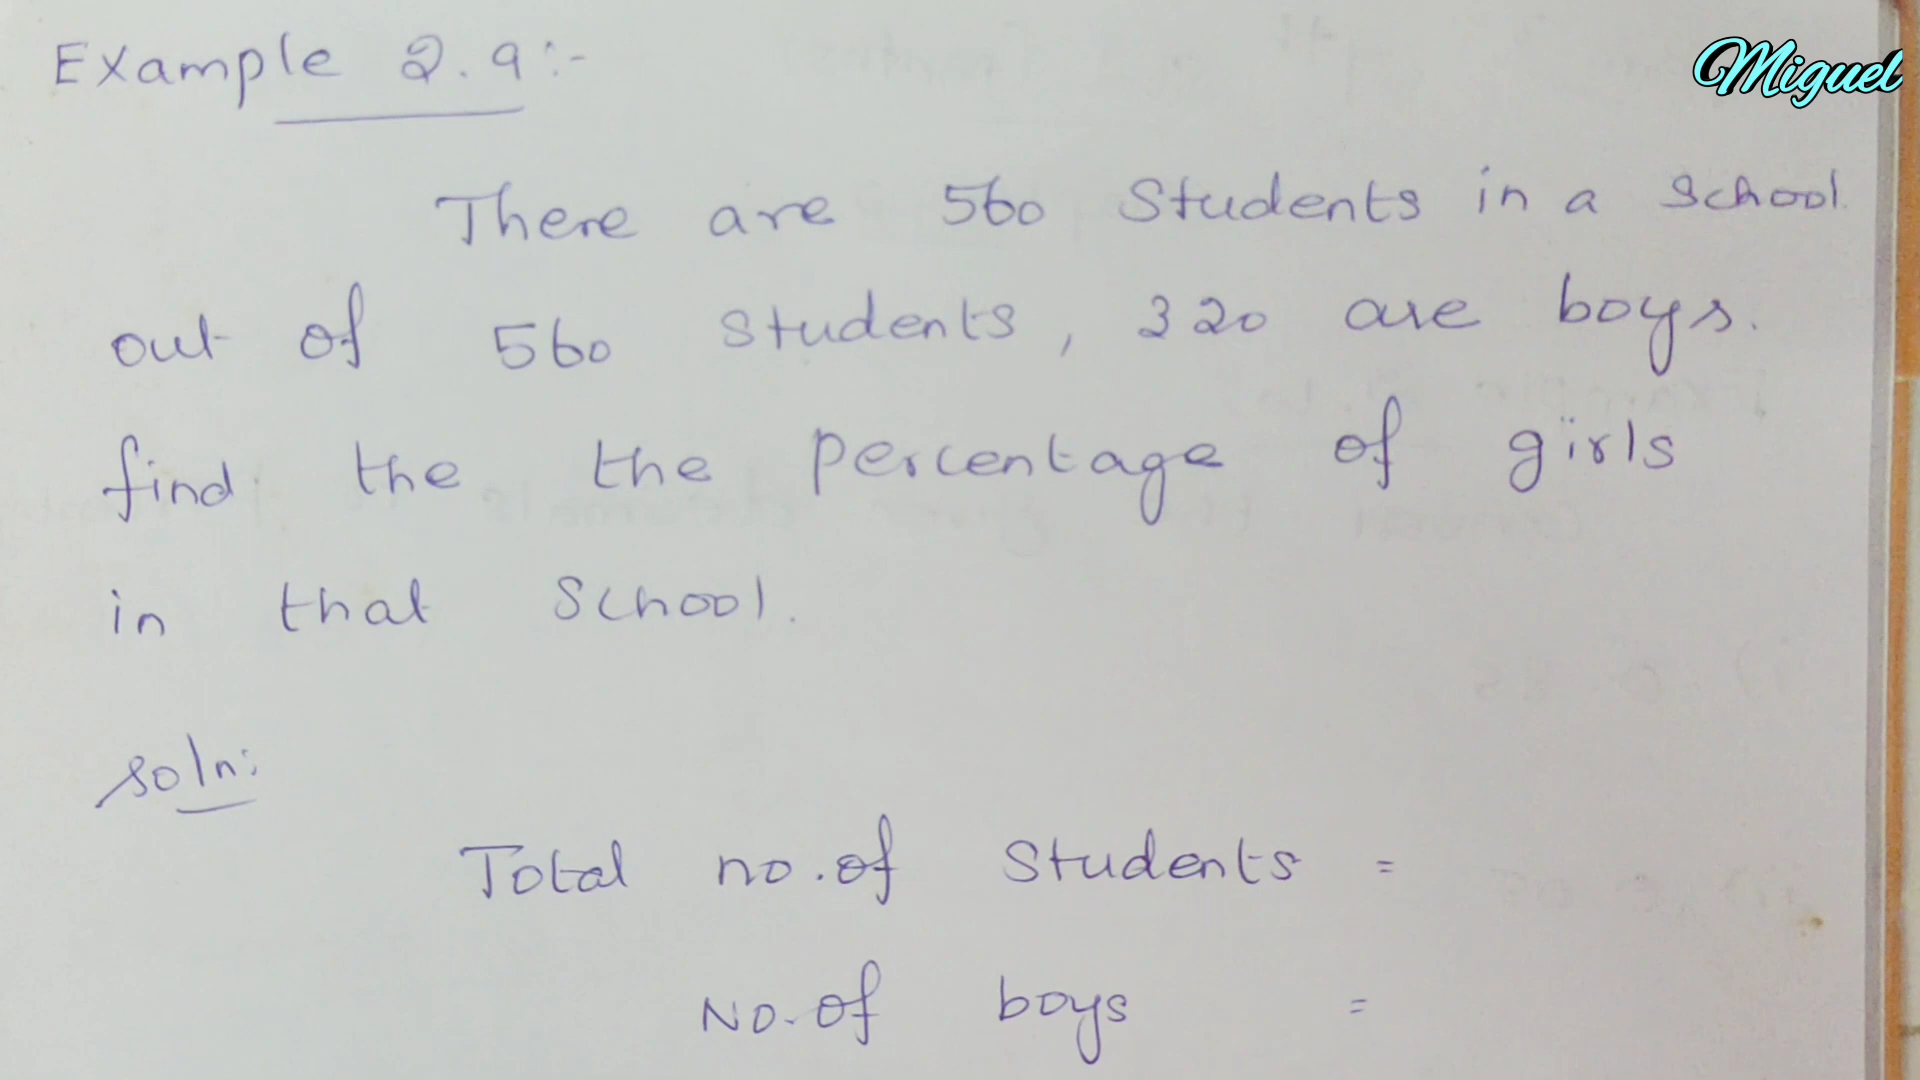 Example 2.9:-
Miguel
There are 560 Students in a School
out of 560 Students, 320 are boys.
find the the percentage of girls
in that School.
soln:
Total no.of Students =
No.of boys =